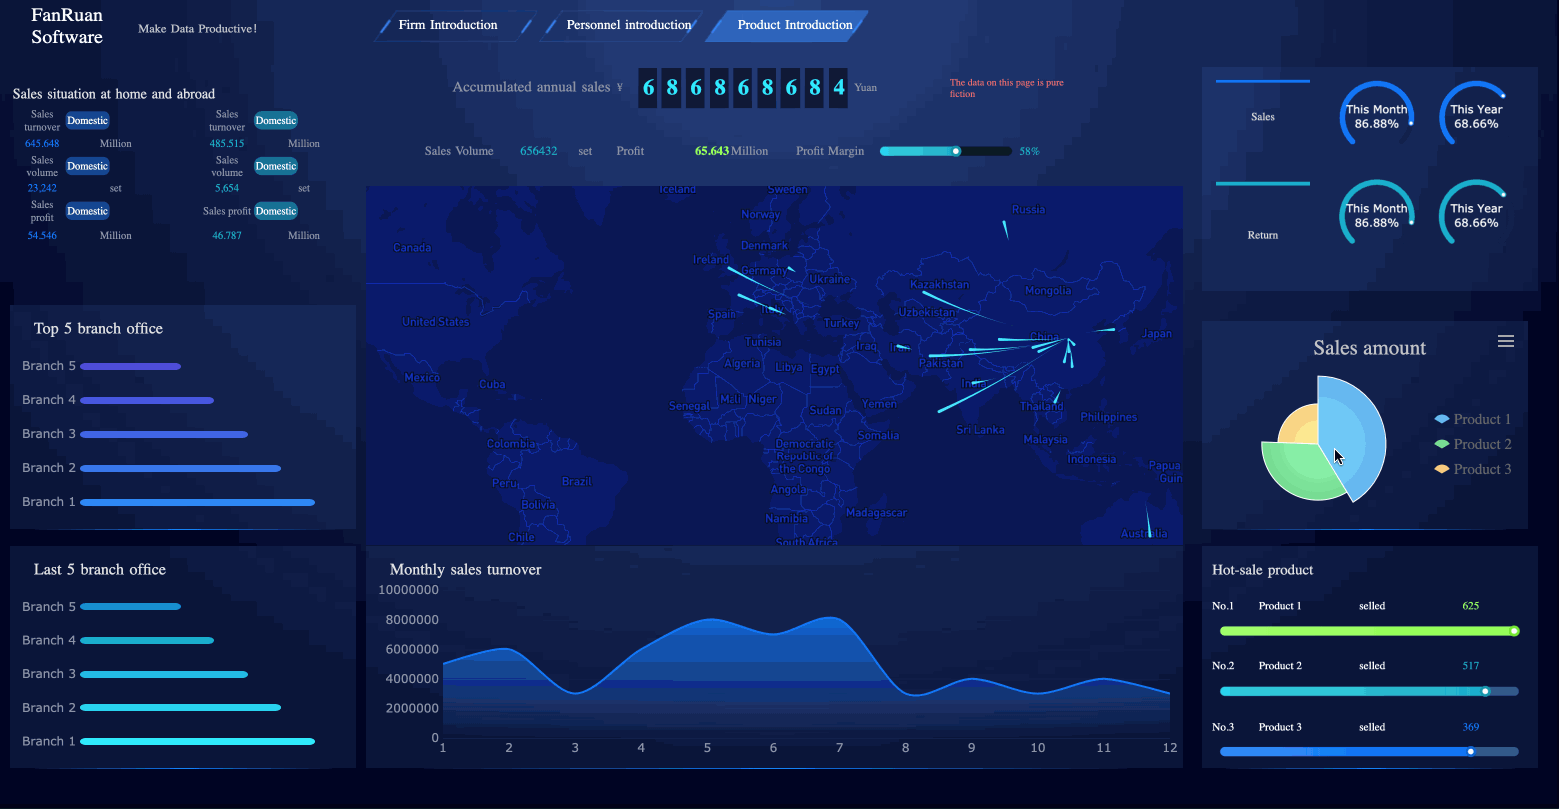 FanRuan
Software
Make Data Productive!
Firm Introduction
Personnel introduction
Product Introduction
Accumulated annual sales ¥ 686868684 Yuan
The data on this page is pure
fiction
Sales Volume 656432 set Profit 65.643 Million Profit Margin 58%
Sales situation at home and abroad
Sales
turnover
Domestic
645.648 Million
Sales
turnover
Domestic
485.515 Million
Sales
volume
Domestic
23,242 set
Sales
volume
Domestic
5,654 set
Sales
profit
Domestic
54.546 Million
Sales profit Domestic
46.787 Million
Top 5 branch office
Branch 5
Branch 4
Branch 3
Branch 2
Branch 1
Last 5 branch office
Branch 5
Branch 4
Branch 3
Branch 2
Branch 1
Iceland
Sweden
Norway
Russia
Denmark
Canada
Ireland
Germany
Ukraine
Kazakhstan
Mongolia
Spain
Italy
Uzbekistan
United States
Turkey
China
Japan
Tunisia
Iraq
Iran
Algeria
Libya
Egypt
Pakistan
Mexico
Cuba
India
Mali
Niger
Senegal
Sudan
Yemen
Thailand
Philippines
Colombia
Democratic
Republic of
the Congo
Somalia
Sri Lanka
Malaysia
Indonesia
Papua
Guin
Peru
Brazil
Angola
Bolivia
Namibia
Madagascar
Chile
South Africa
Australia
Monthly sales turnover
10000000
8000000
6000000
4000000
2000000
0
1 2 3 4 5 6 7 8 9 10 11 12
Sales
This Month
86.88%
This Year
68.66%
Return
This Month
86.88%
This Year
68.66%
Sales amount
Product 1
Product 2
Product 3
Hot-sale product
No.1 Product 1 selled 625
No.2 Product 2 selled 517
No.3 Product 3 selled 369